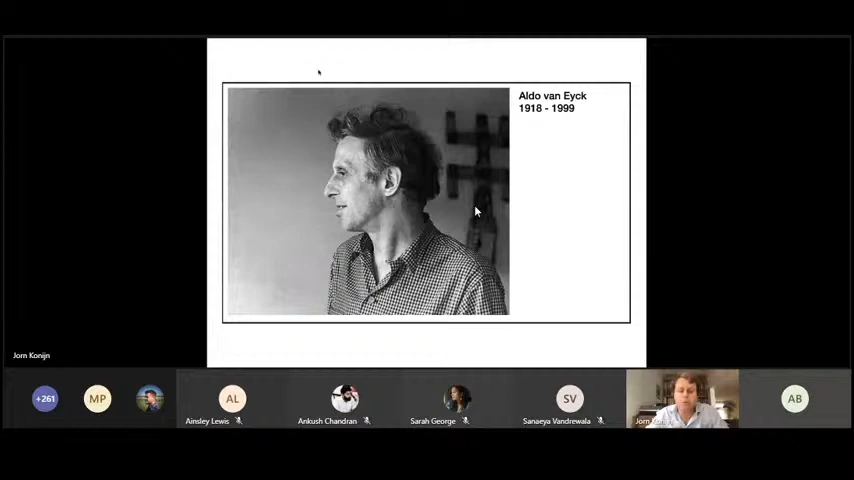 Aldo van Eyck
1918 - 1999
Jorn Konijn
+261
MP
AL
Ainsley Lewis
Ankush Chandran
Sarah George
SV
Sanaeya Vandrewala
Jorn
AB